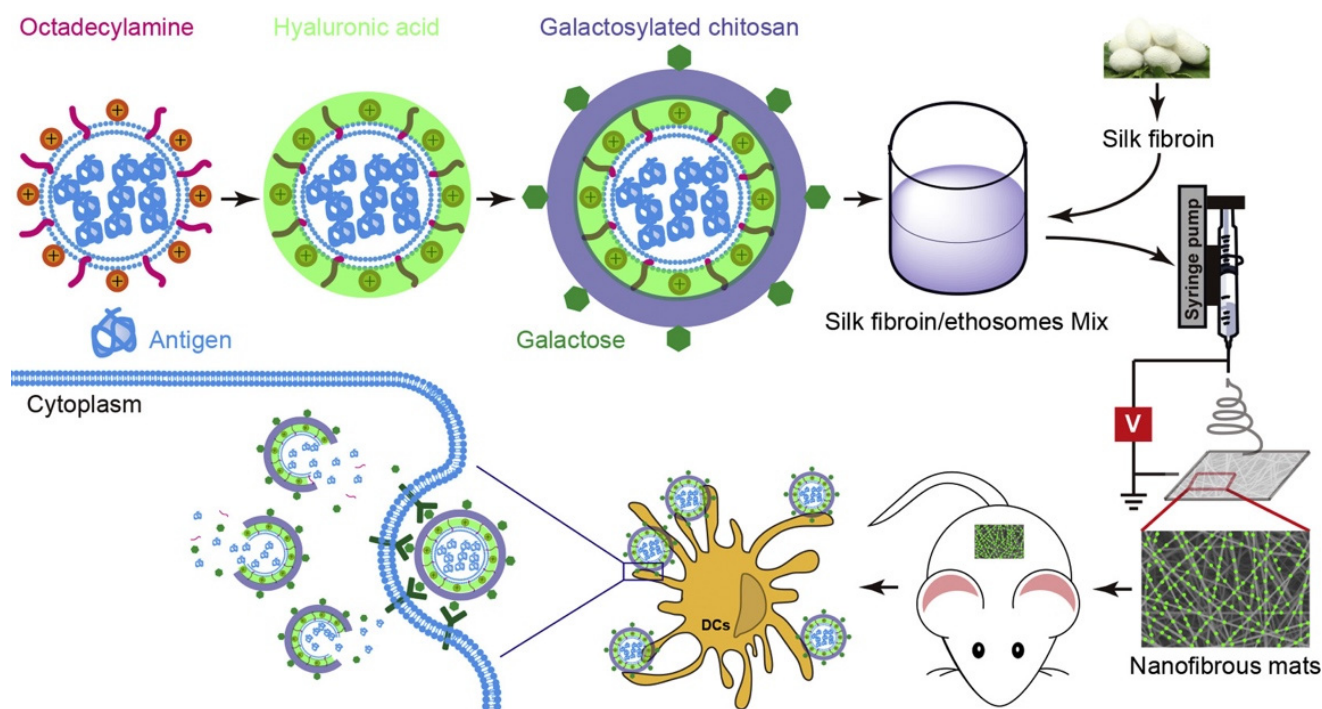 Octadecylamine
Hyaluronic acid
Galactosylated chitosan
Silk fibroin
Syringe pump
Silk fibroin/ethosomes Mix
Antigen
Galactose
Cytoplasm
V
DCs
Nanofibrous mats